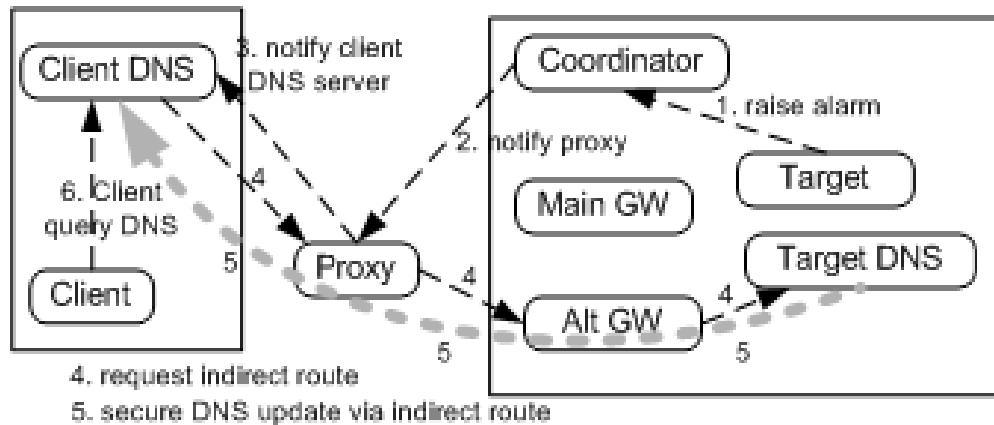 Client DNS
3. notify client
DNS server
Coordinator
1. raise alarm
2. notify proxy
Target
4
6. Client
query DNS
Main GW
5
Proxy
4
Target DNS
Client
4
Alt GW
5
5
4. request indirect route
5. secure DNS update via indirect route